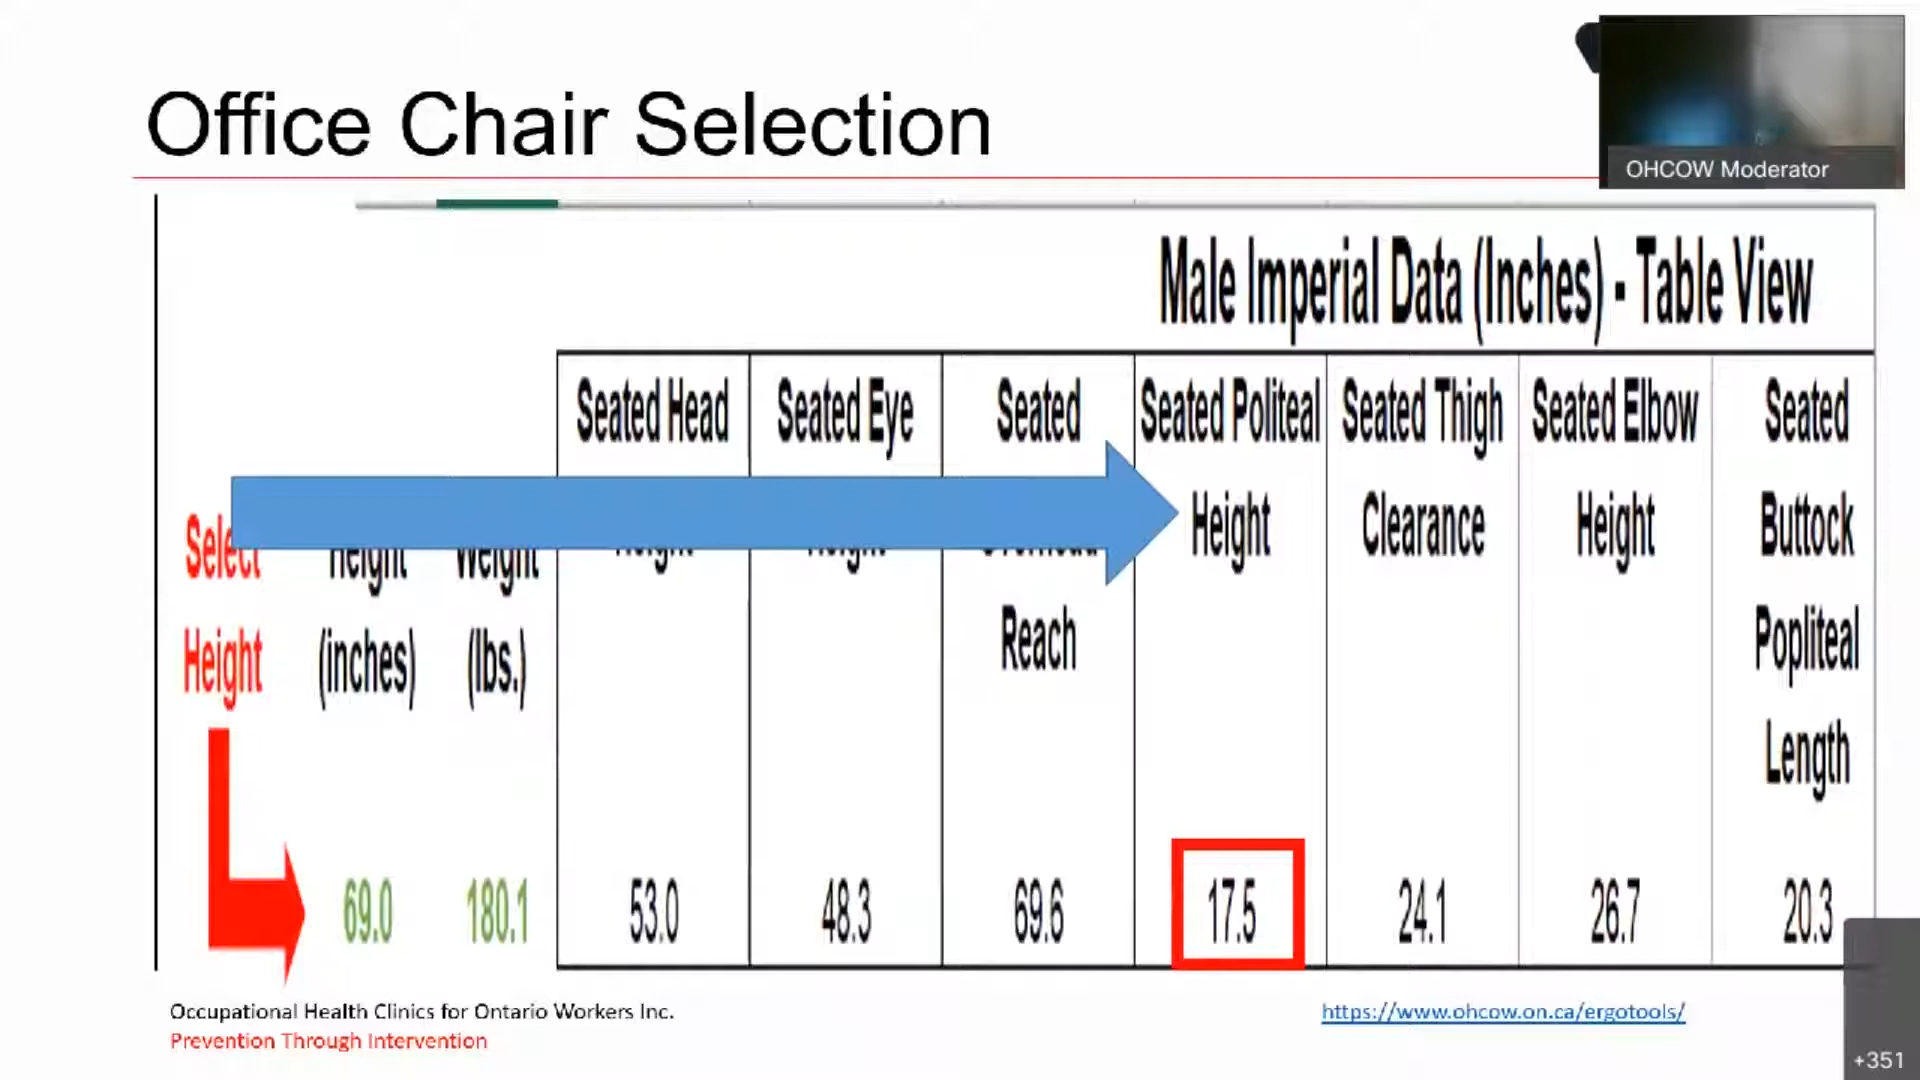 Office Chair Selection
OHCOW Moderator
Male Imperial Data (Inches) - Table View
Seated Head Seated Eye Seated Seated Politeal Seated Thigh Seated Elbow Seated
Select Height Weight Height Height Overhead Height Clearance Height Buttock
Height (inches) (lbs.) Reach Popliteal
Length
69.0 180.1 53.0 48.3 69.6 17.5 24.1 26.7 20.3
Occupational Health Clinics for Ontario Workers Inc.
Prevention Through Intervention
https://www.ohcow.on.ca/ergotools/
+351